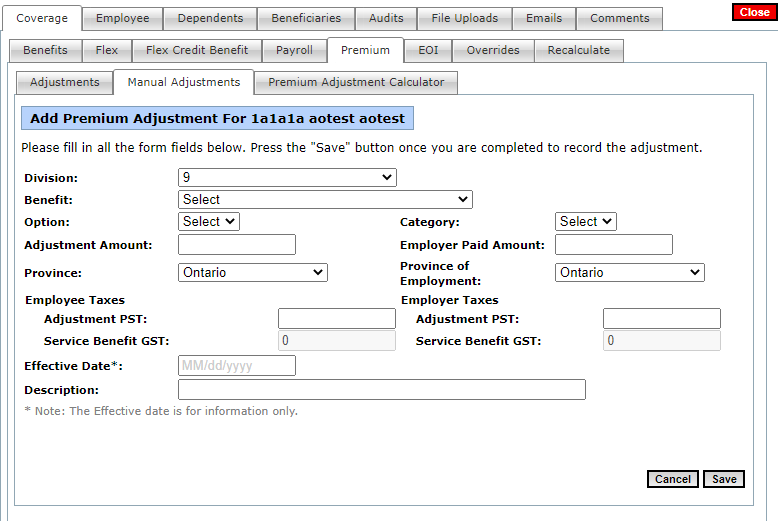 Close
Coverage Employee Dependents Beneficiaries Audits File Uploads Emails Comments
Benefits Flex Flex Credit Benefit Payroll Premium EOI Overrides Recalculate
Adjustments Manual Adjustments Premium Adjustment Calculator
Add Premium Adjustment For 1a1a1a aotest aotest
Please fill in all the form fields below. Press the "Save" button once you are completed to record the adjustment.
Division: 9
Benefit: Select
Option: Select Category: Select
Adjustment Amount: Employer Paid Amount:
Province: Ontario Province of Employment: Ontario
Employee Taxes Employer Taxes
Adjustment PST: Adjustment PST:
Service Benefit GST: 0 Service Benefit GST: 0
Effective Date*: MM/dd/yyyy
Description:
* Note: The Effective date is for information only.
Cancel Save